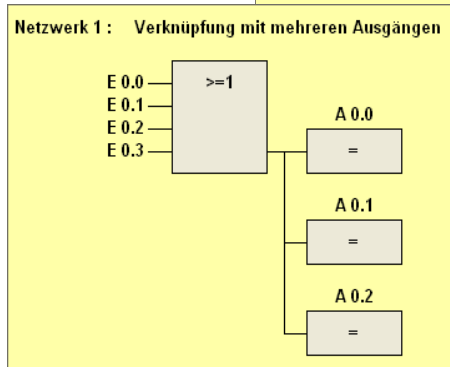 Netzwerk 1 : Verknüpfung mit mehreren Ausgängen
E 0.0
>=1
E 0.1
E 0.2
E 0.3
A 0.0
=
A 0.1
=
A 0.2
=